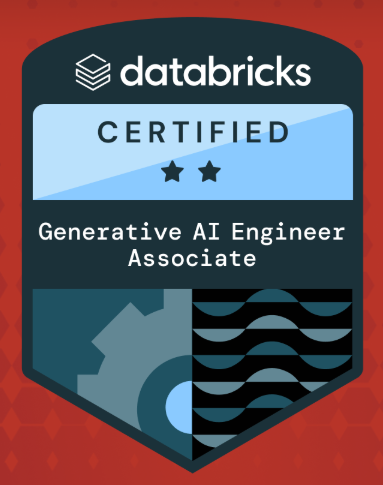 databricks
CERTIFIED
Generative AI Engineer
Associate